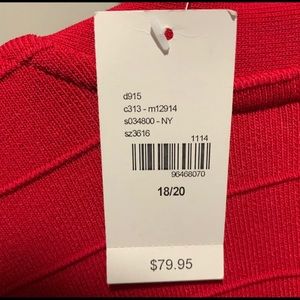 d915
c313 - m12914
s034800 - NY
sz3616
1114
96468070
18/20
$79.95